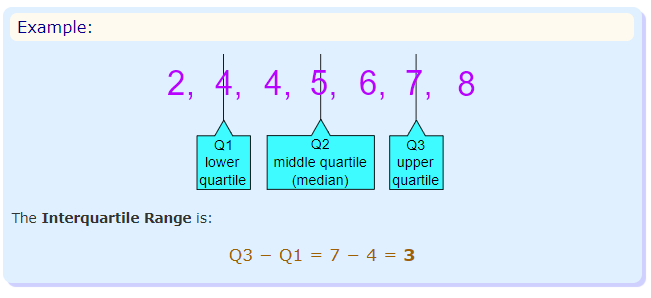 Example:
2, 4, 4, 5, 6, 7, 8
Q1
lower
quartile
Q2
middle quartile
(median)
Q3
upper
quartile
The Interquartile Range is:
Q3 − Q1 = 7 − 4 = 3